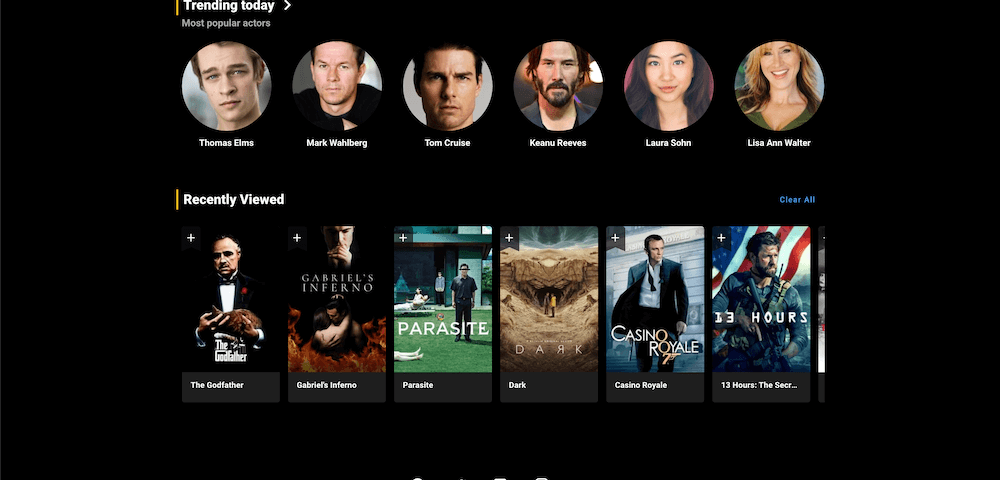 Trending today
Most popular actors
Thomas Elms
Mark Wahlberg
Tom Cruise
Keanu Reeves
Laura Sohn
Lisa Ann Walter
Recently Viewed
Clear All
The
Godfather
GABRIEL'S
INFERNO
PARASITE
DARK
CASINO
ROYALE
007
13 HOURS
The Godfather
Gabriel's Inferno
Parasite
Dark
Casino Royale
13 Hours: The Secr...